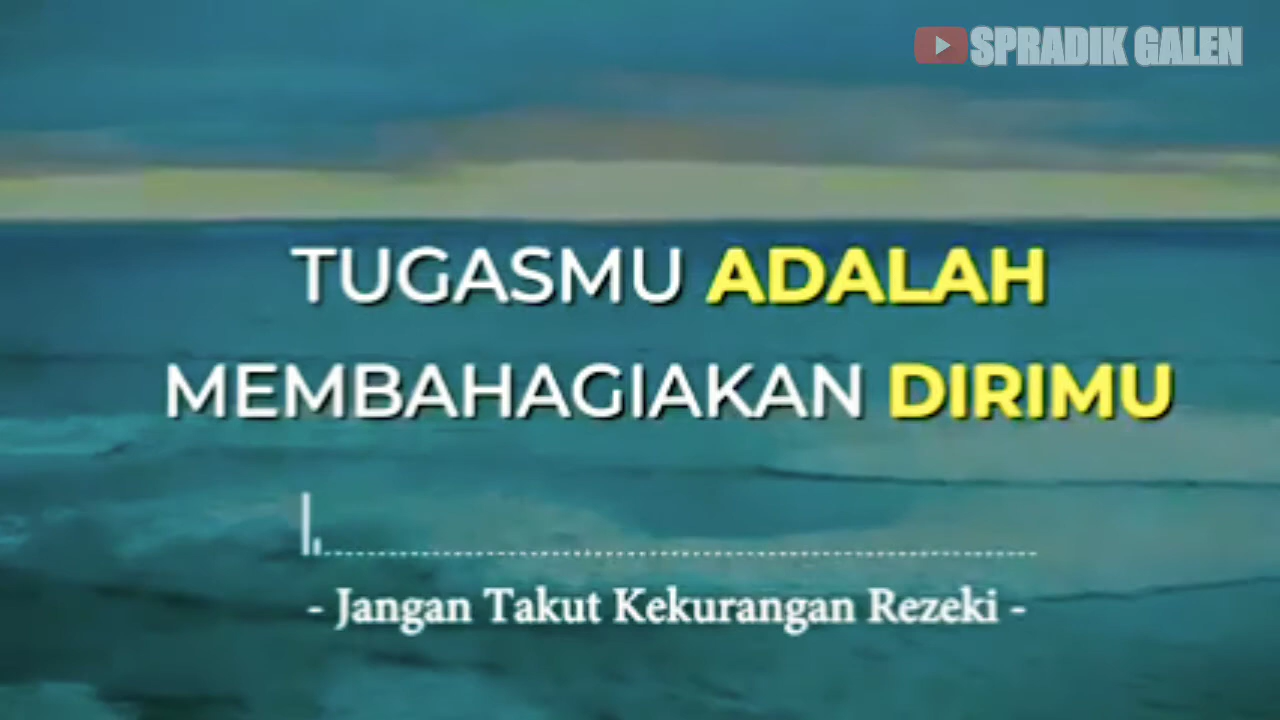 SPRADIK GALEN
TUGASMU ADALAH
MEMBAHAGIAKAN DIRIMU
- Jangan Takut Kekurangan Rezeki -